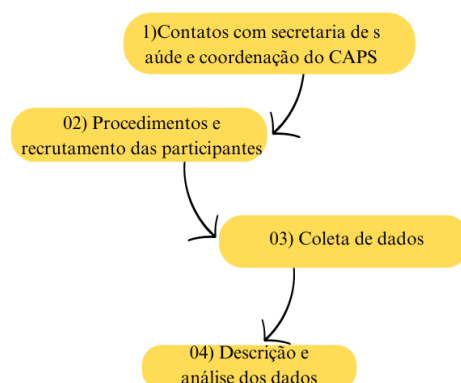 1)Contatos com secretaria de s
aúde e coordenação do CAPS
02) Procedimentos e
recrutamento das participantes
03) Coleta de dados
04) Descrição e
análise dos dados